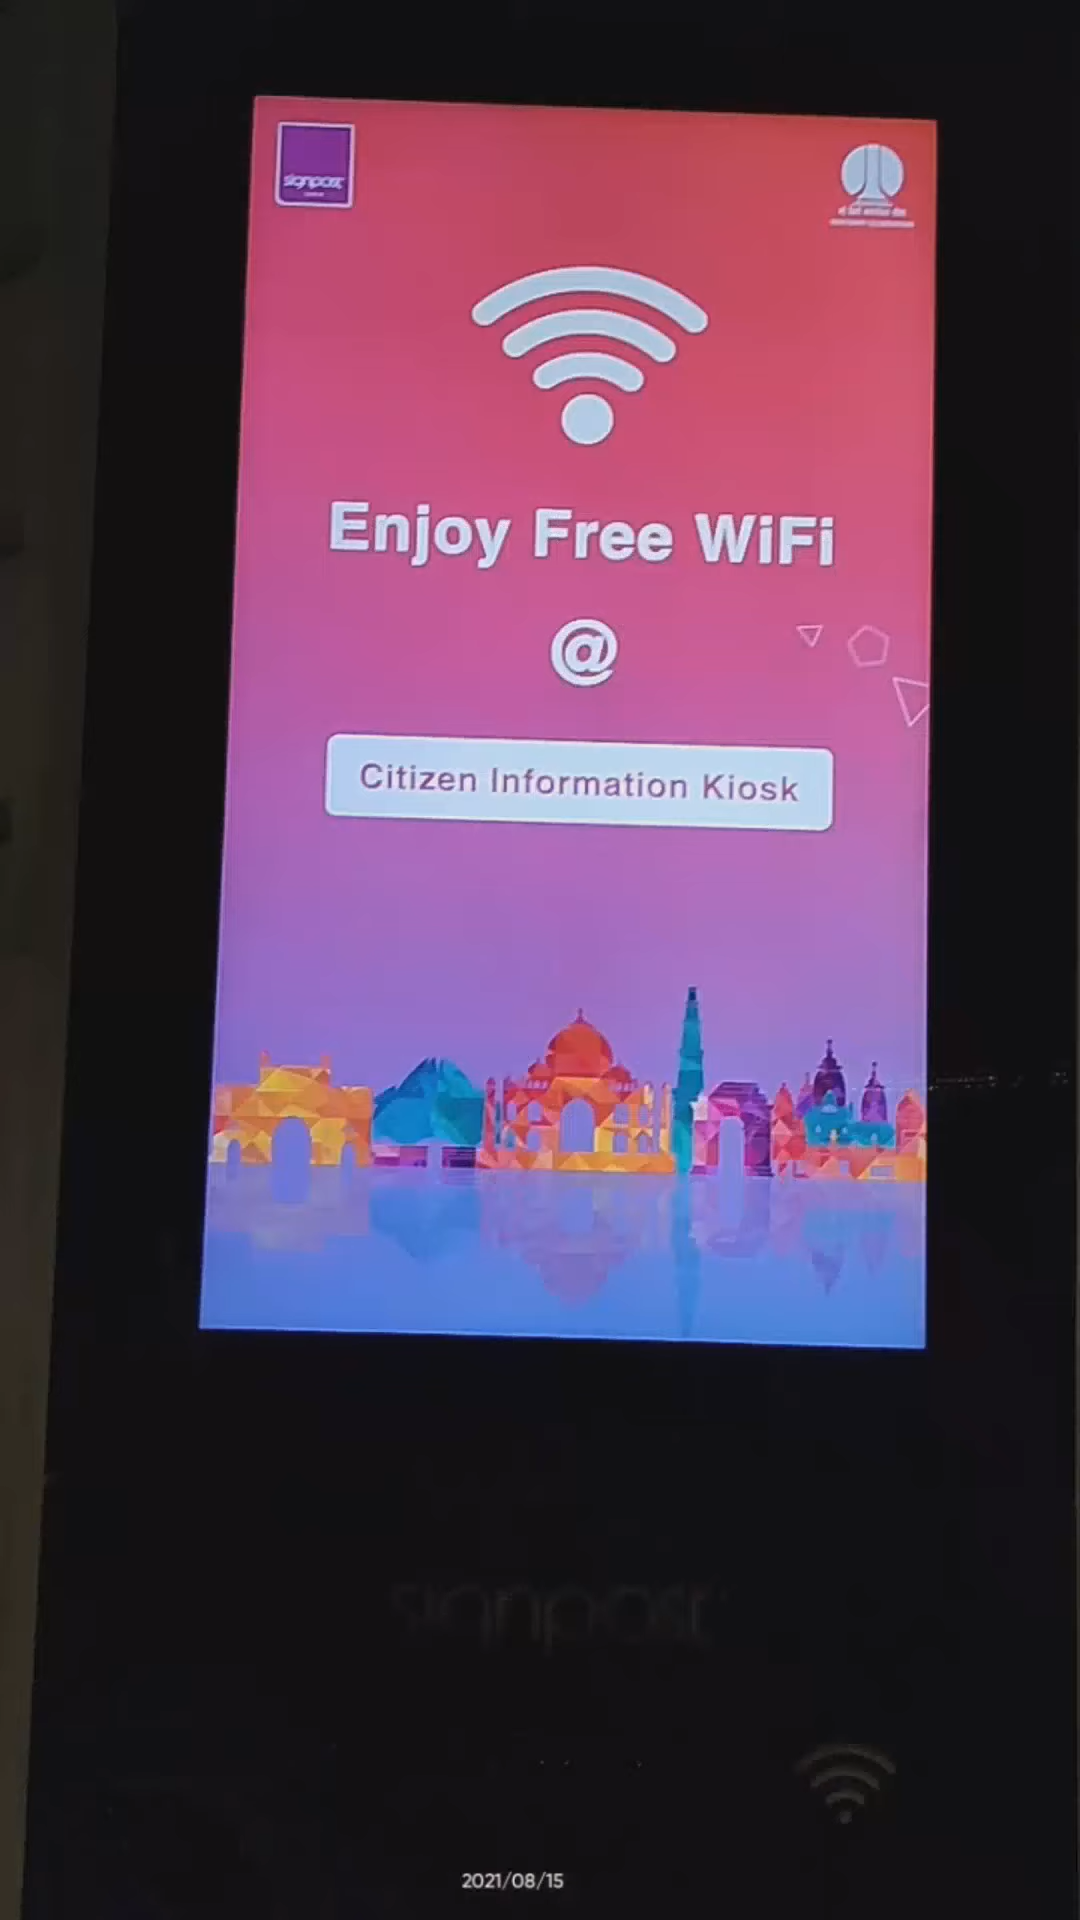 signpost
Enjoy Free WiFi
@
Citizen Information Kiosk
signpost
2021/08/15